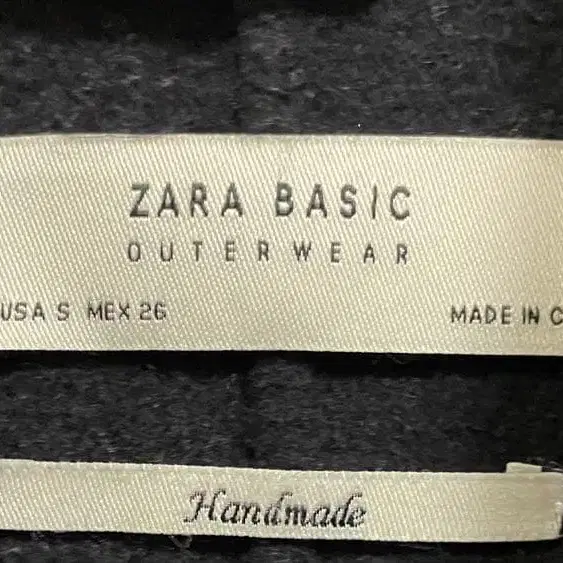 ZARA BASIC
OUTERWEAR
USA S MEX 26 MADE IN
Handmade